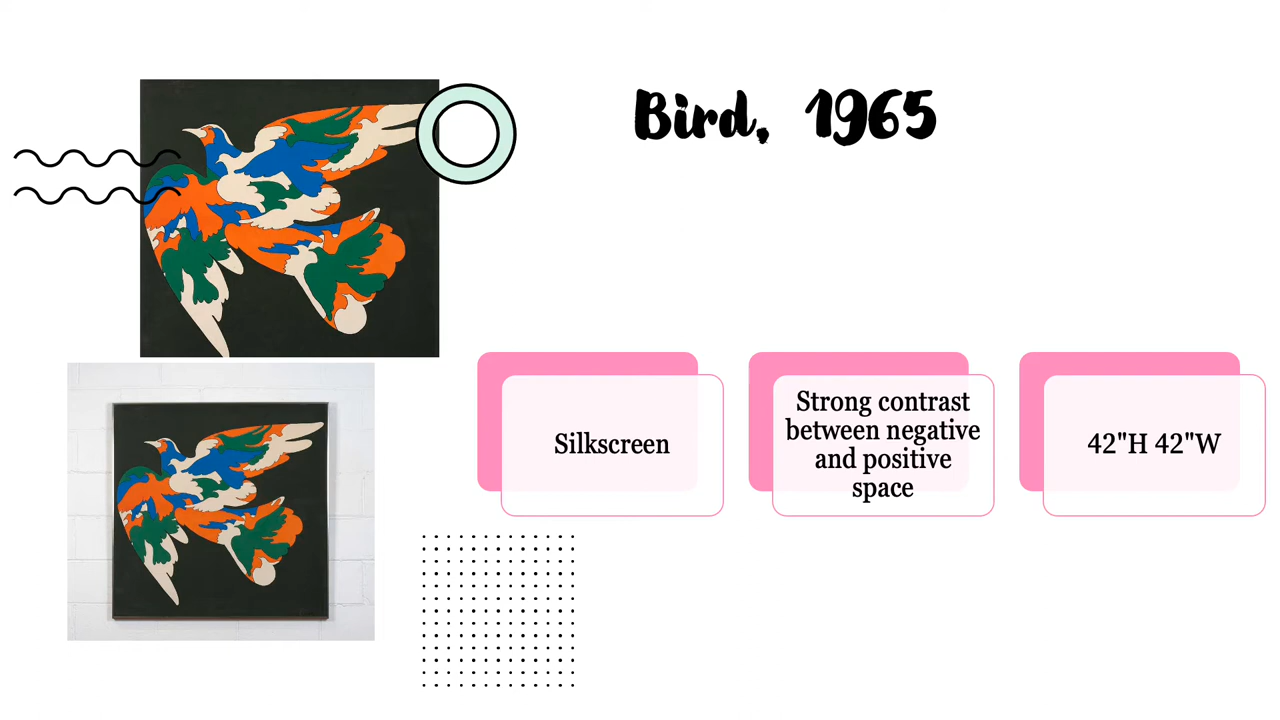 Bird, 1965
Silkscreen
Strong contrast
between negative
and positive
space
42"H 42"W